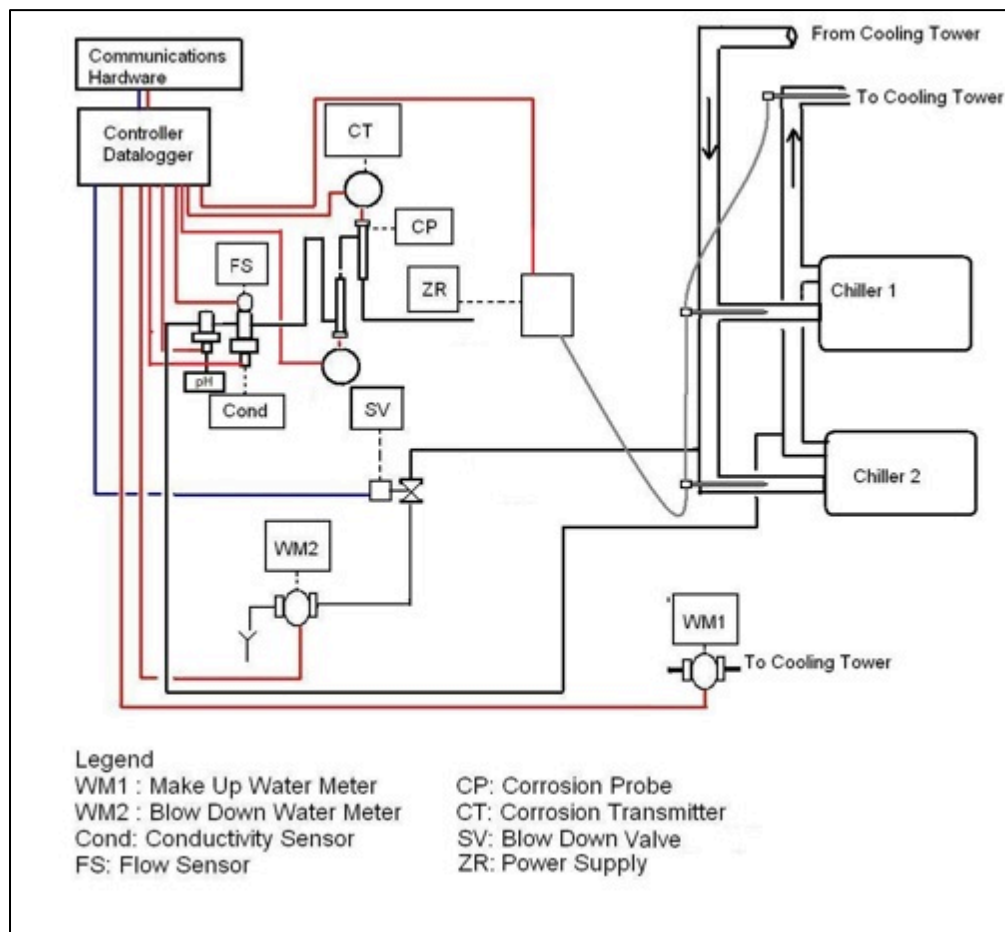 Communications
Hardware
Controller
Datalogger
CT
CP
FS
ZR
pH
Cond
SV
WM2
From Cooling Tower
To Cooling Tower
Chiller 1
Chiller 2
WM1
To Cooling Tower
Legend
WM1 : Make Up Water Meter
WM2 : Blow Down Water Meter
Cond: Conductivity Sensor
FS: Flow Sensor
CP: Corrosion Probe
CT: Corrosion Transmitter
SV: Blow Down Valve
ZR: Power Supply